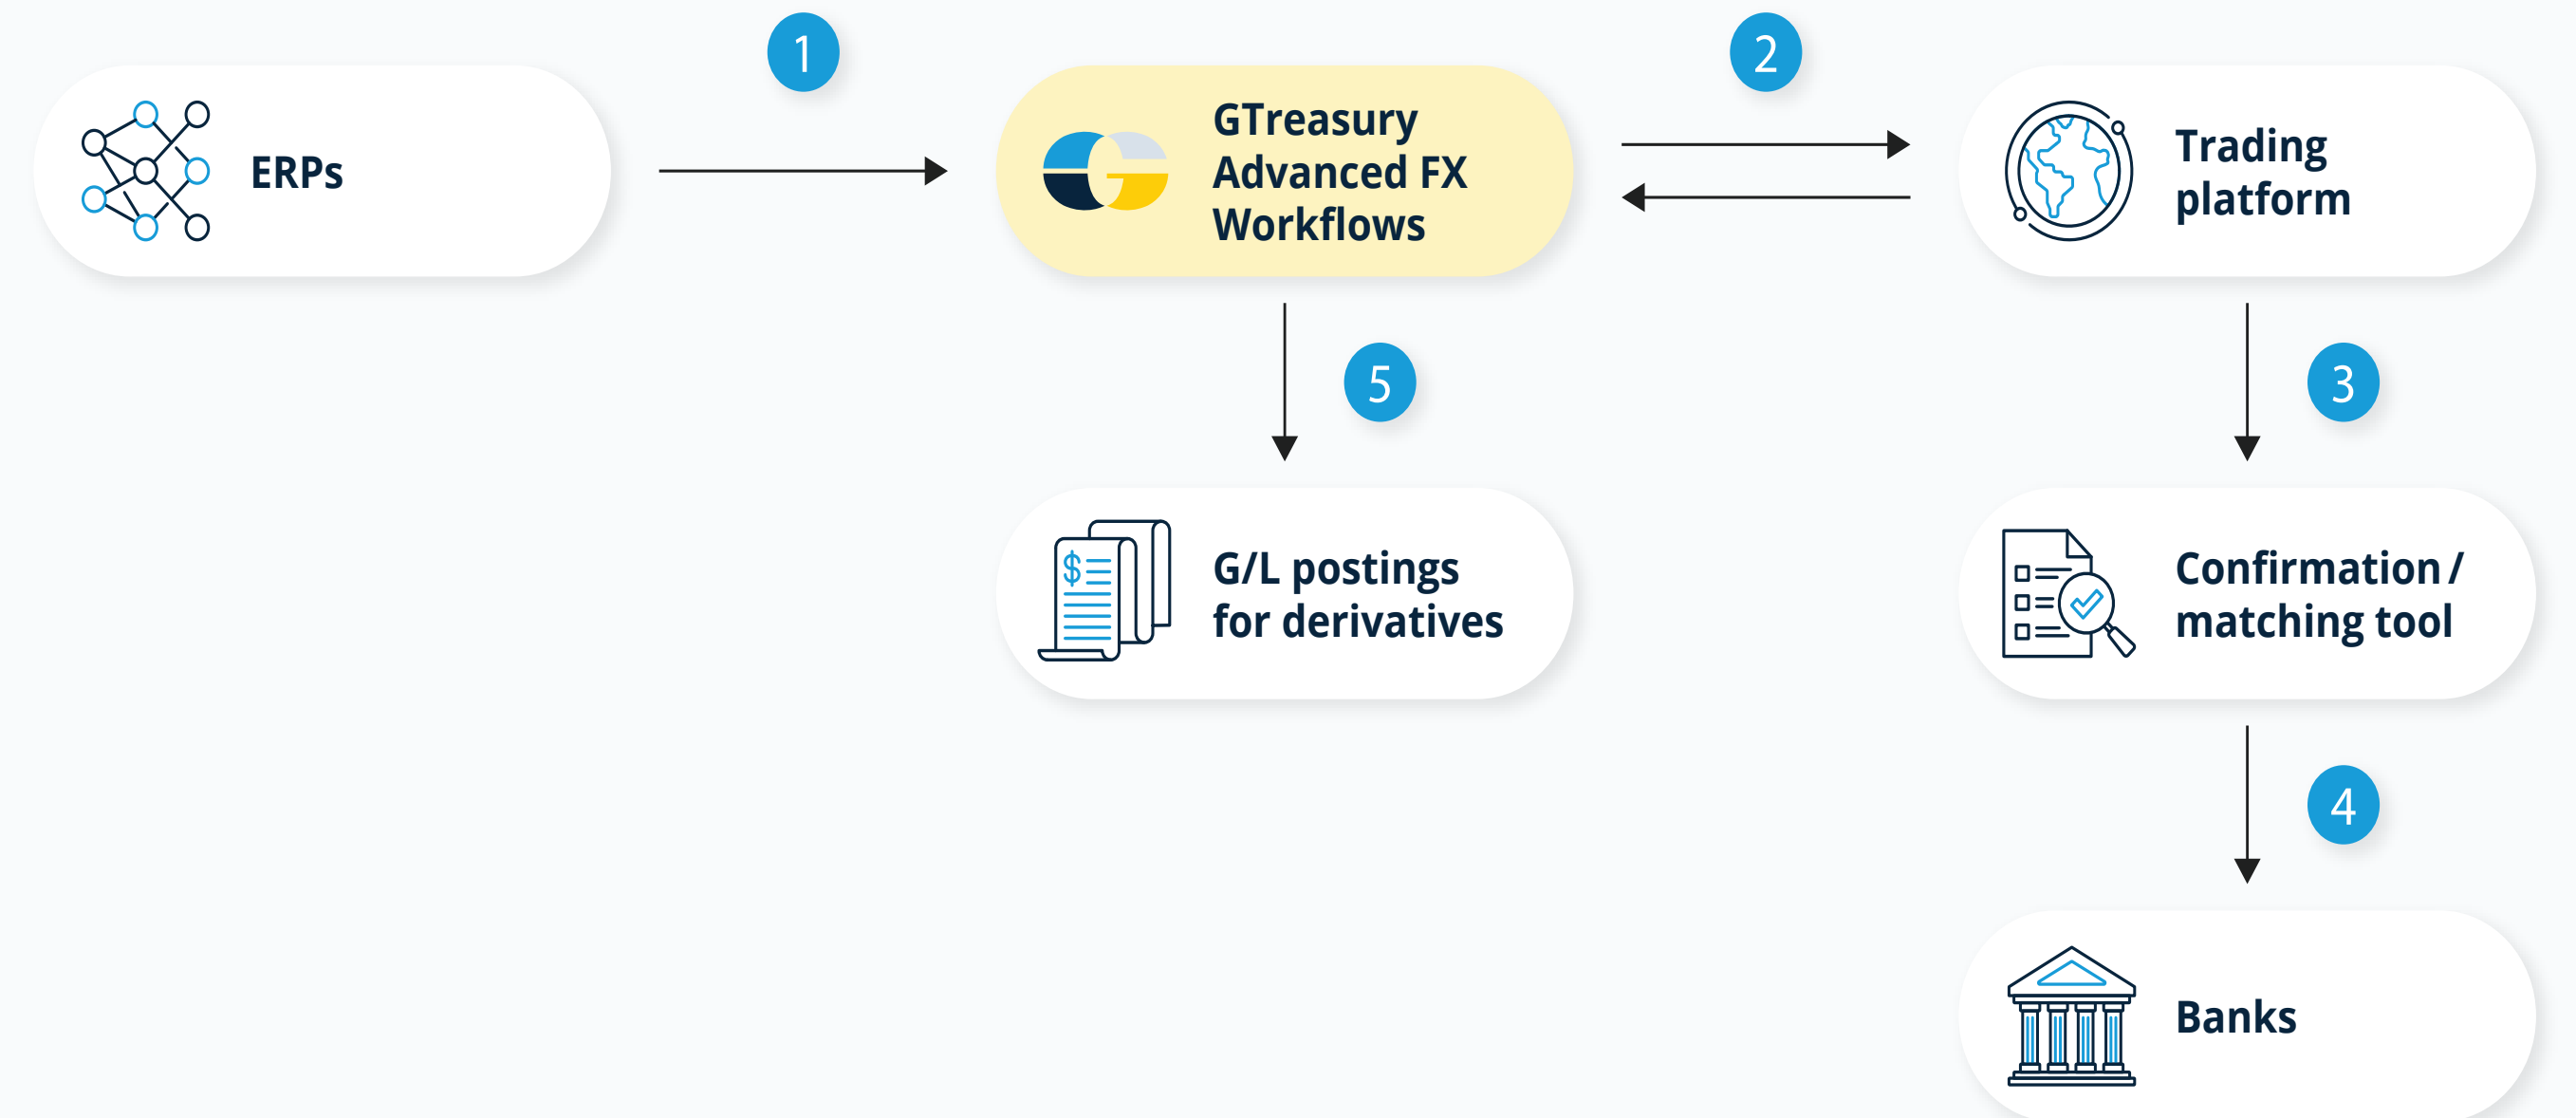 1
2
ERPs
GTreasury
Advanced FX
Workflows
Trading
platform
5
3
$
G/L postings
for derivatives
Confirmation /
matching tool
4
Banks